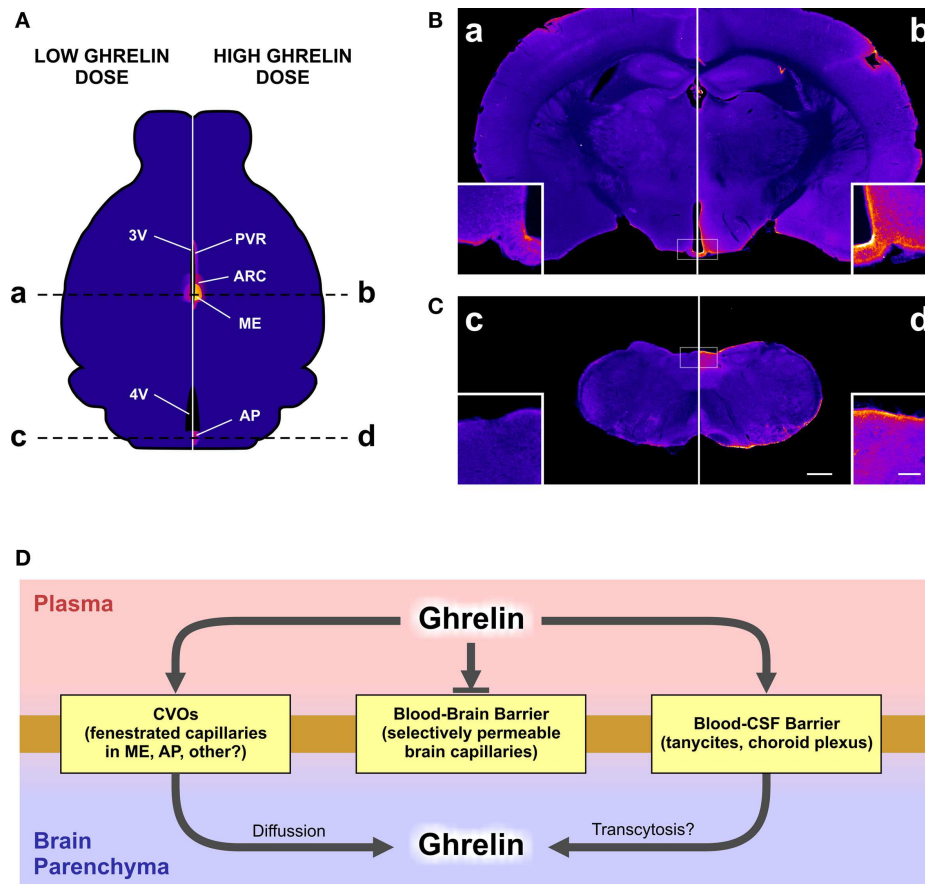 A
LOW GHRELIN
DOSE
HIGH GHRELIN
DOSE
3V
PVR
ARC
a
b
ME
4V
AP
c
d
B
a
b
C
c
d
D
Plasma
Ghrelin
CVOs
(fenestrated capillaries
in ME, AP, other?)
Blood-Brain Barrier
(selectively permeable
brain capillaries)
Blood-CSF Barrier
(tanycites, choroid plexus)
Diffussion
Ghrelin
Transcytosis?
Brain
Parenchyma